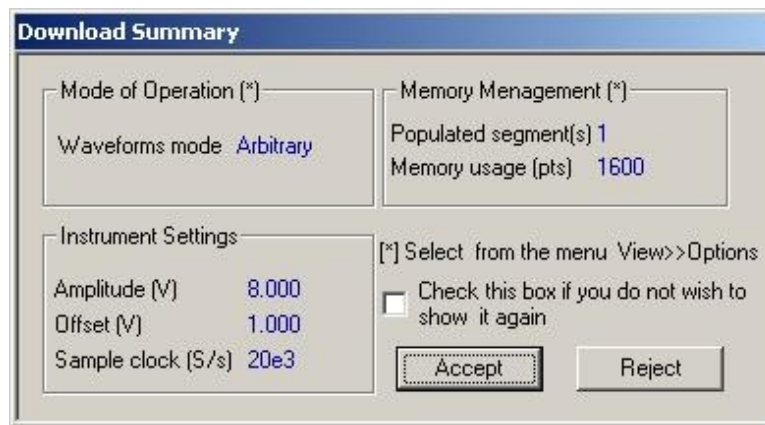 Download Summary
Mode of Operation (*)
Waveforms mode Arbitrary
Memory Menagement (*)
Populated segment(s) 1
Memory usage (pts) 1600
Instrument Settings
Amplitude (V) 8.000
Offset (V) 1.000
Sample clock (S/s) 20e3
[*] Select from the menu View>>Options
Check this box if you do not wish to
show it again
Accept
Reject